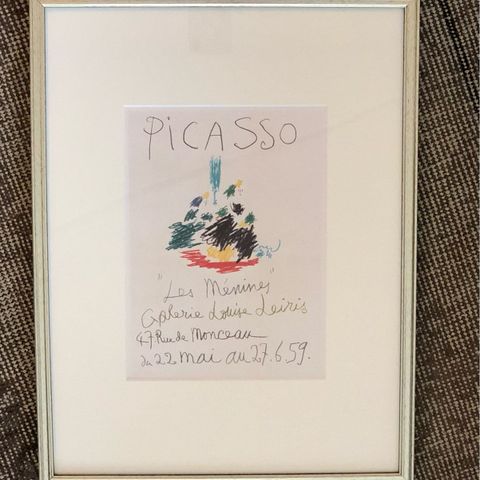 PiCASSO
"Les Ménines"
Galerie Louise Leiris
47 Rue de Monceau
du 22 mai au 27.6.59.